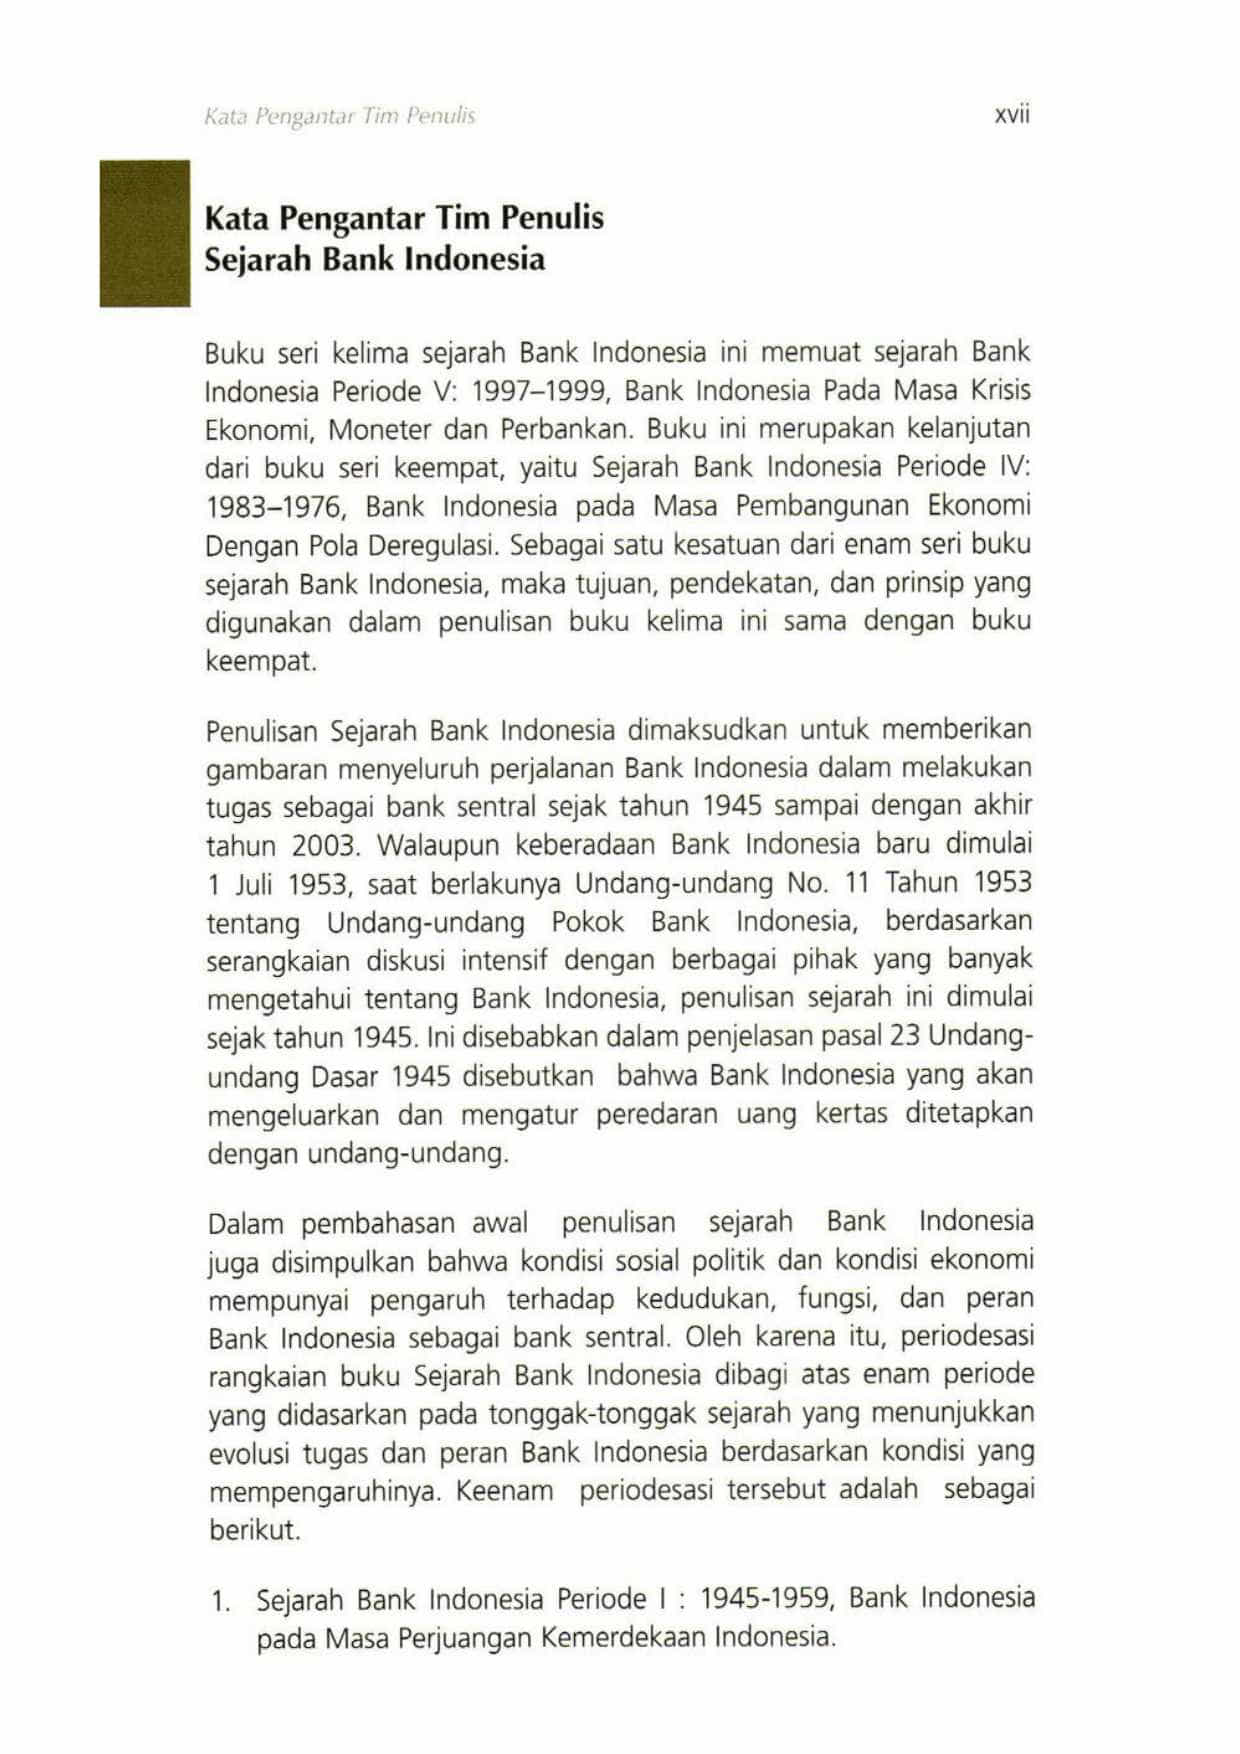 Kata Pengantar Tim Penulis
xvii
Kata Pengantar Tim Penulis
Sejarah Bank Indonesia
Buku seri kelima sejarah Bank Indonesia ini memuat sejarah Bank
Indonesia Periode V: 1997–1999, Bank Indonesia Pada Masa Krisis
Ekonomi, Moneter dan Perbankan. Buku ini merupakan kelanjutan
dari buku seri keempat, yaitu Sejarah Bank Indonesia Periode IV:
1983–1976, Bank Indonesia pada Masa Pembangunan Ekonomi
Dengan Pola Deregulasi. Sebagai satu kesatuan dari enam seri buku
sejarah Bank Indonesia, maka tujuan, pendekatan, dan prinsip yang
digunakan dalam penulisan buku kelima ini sama dengan buku
keempat.
Penulisan Sejarah Bank Indonesia dimaksudkan untuk memberikan
gambaran menyeluruh perjalanan Bank Indonesia dalam melakukan
tugas sebagai bank sentral sejak tahun 1945 sampai dengan akhir
tahun 2003. Walaupun keberadaan Bank Indonesia baru dimulai
1 Juli 1953, saat berlakunya Undang-undang No. 11 Tahun 1953
tentang Undang-undang Pokok Bank Indonesia, berdasarkan
serangkaian diskusi intensif dengan berbagai pihak yang banyak
mengetahui tentang Bank Indonesia, penulisan sejarah ini dimulai
sejak tahun 1945. Ini disebabkan dalam penjelasan pasal 23 Undang-
undang Dasar 1945 disebutkan bahwa Bank Indonesia yang akan
mengeluarkan dan mengatur peredaran uang kertas ditetapkan
dengan undang-undang.
Dalam pembahasan awal penulisan sejarah Bank Indonesia
juga disimpulkan bahwa kondisi sosial politik dan kondisi ekonomi
mempunyai pengaruh terhadap kedudukan, fungsi, dan peran
Bank Indonesia sebagai bank sentral. Oleh karena itu, periodesasi
rangkaian buku Sejarah Bank Indonesia dibagi atas enam periode
yang didasarkan pada tonggak-tonggak sejarah yang menunjukkan
evolusi tugas dan peran Bank Indonesia berdasarkan kondisi yang
mempengaruhinya. Keenam periodesasi tersebut adalah sebagai
berikut.
1. Sejarah Bank Indonesia Periode I : 1945-1959, Bank Indonesia
pada Masa Perjuangan Kemerdekaan Indonesia.